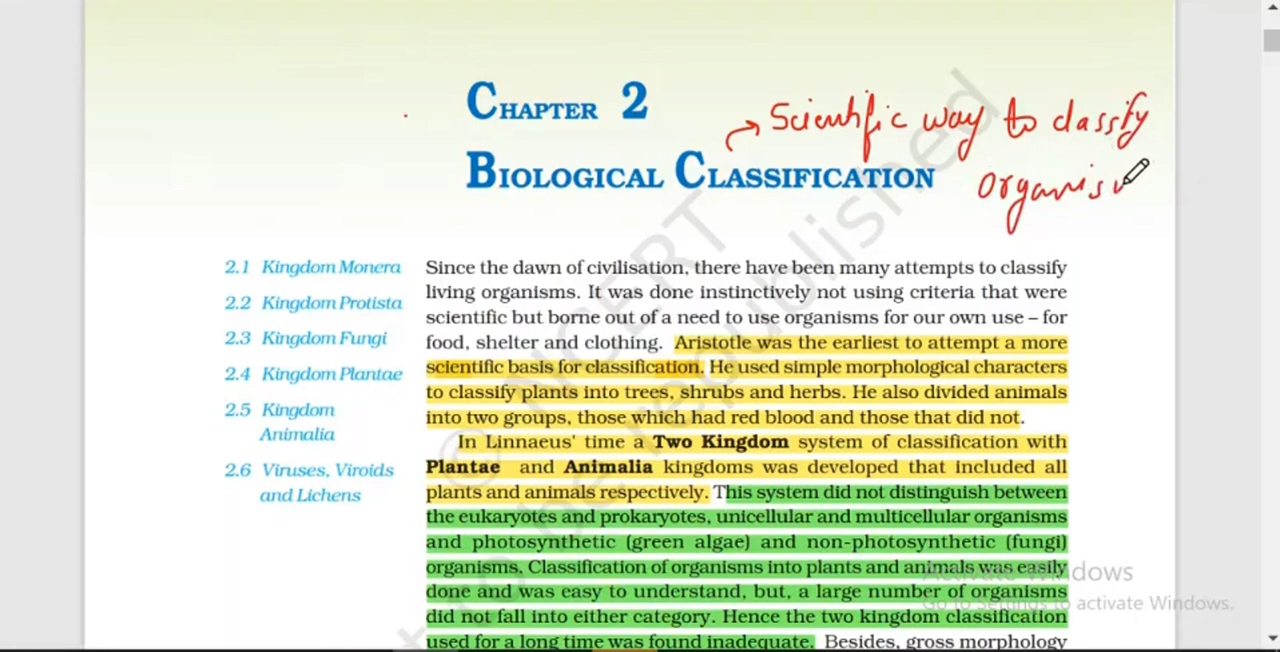 CHAPTER 2
→ Scientific way to classify
BIOLOGICAL CLASSIFICATION
organis
2.1 Kingdom Monera
2.2 Kingdom Protista
2.3 Kingdom Fungi
2.4 Kingdom Plantae
2.5 Kingdom
Animalia
2.6 Viruses, Viroids
and Lichens
Since the dawn of civilisation, there have been many attempts to classify
living organisms. It was done instinctively not using criteria that were
scientific but borne out of a need to use organisms for our own use – for
food, shelter and clothing. Aristotle was the earliest to attempt a more
scientific basis for classification. He used simple morphological characters
to classify plants into trees, shrubs and herbs. He also divided animals
into two groups, those which had red blood and those that did not.
In Linnaeus' time a Two Kingdom system of classification with
Plantae and Animalia kingdoms was developed that included all
plants and animals respectively. This system did not distinguish between
the eukaryotes and prokaryotes, unicellular and multicellular organisms
and photosynthetic (green algae) and non-photosynthetic (fungi)
organisms. Classification of organisms into plants and animals was easily
done and was easy to understand, but, a large number of organisms
did not fall into either category. Hence the two kingdom classification
used for a long time was found inadequate. Besides, gross morphology
© NCERT
not to be republished
Activate Windows
Go to Settings to activate Windows.